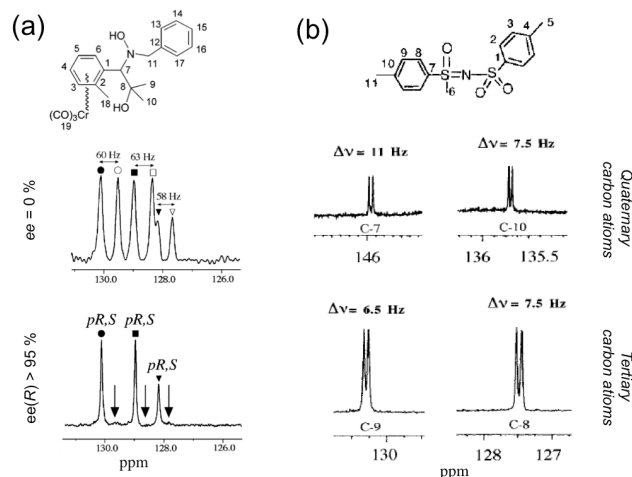 (a)
14
13
15
HO
N
12
16
5
6
11
17
4
1
7
9
3
2
8
10
18
HO
(CO)₃Cr
19
60 Hz
63 Hz
58 Hz
ee = 0 %
130.0
128.0
126.0
pR,S
pR,S
pR,S
ee(R) > 95 %
130.0
128.0
126.0
ppm
(b)
3
4
5
2
1
9
8
O
O
10
7
S
N
S
11
6
O
O
Δν = 11 Hz
C-7
146
Δν = 7.5 Hz
C-10
136
135.5
Quaternary
carbon atioms
Δν = 6.5 Hz
C-9
130
Δν = 7.5 Hz
C-8
128
127
ppm
Tertiary
carbon atioms